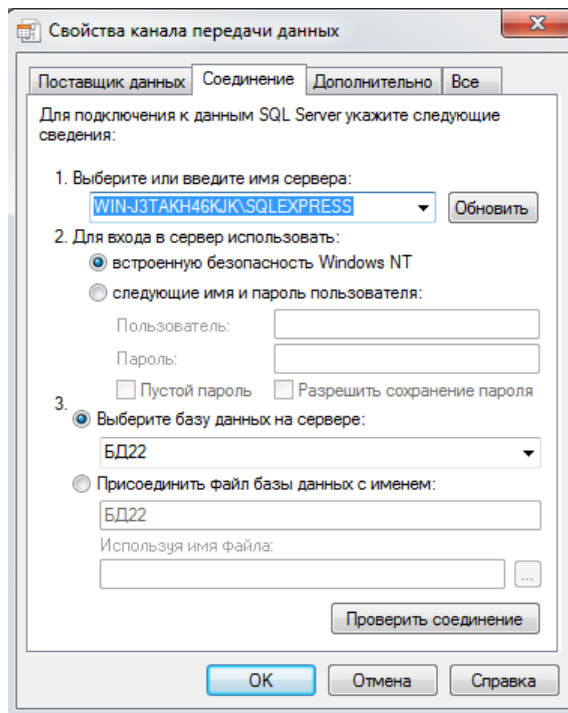 Свойства канала передачи данных
Поставщик данных Соединение Дополнительно Все
Для подключения к данным SQL Server укажите следующие
сведения:
1. Выберите или введите имя сервера:
WIN-J3TAKH46KJK\SQLEXPRESS Обновить
2. Для входа в сервер использовать:
встроенную безопасность Windows NT
следующие имя и пароль пользователя:
Пользователь:
Пароль:
Пустой пароль Разрешить сохранение пароля
3.
Выберите базу данных на сервере:
БД22
Присоединить файл базы данных с именем:
БД22
Используя имя файла:
...
Проверить соединение
OK Отмена Справка